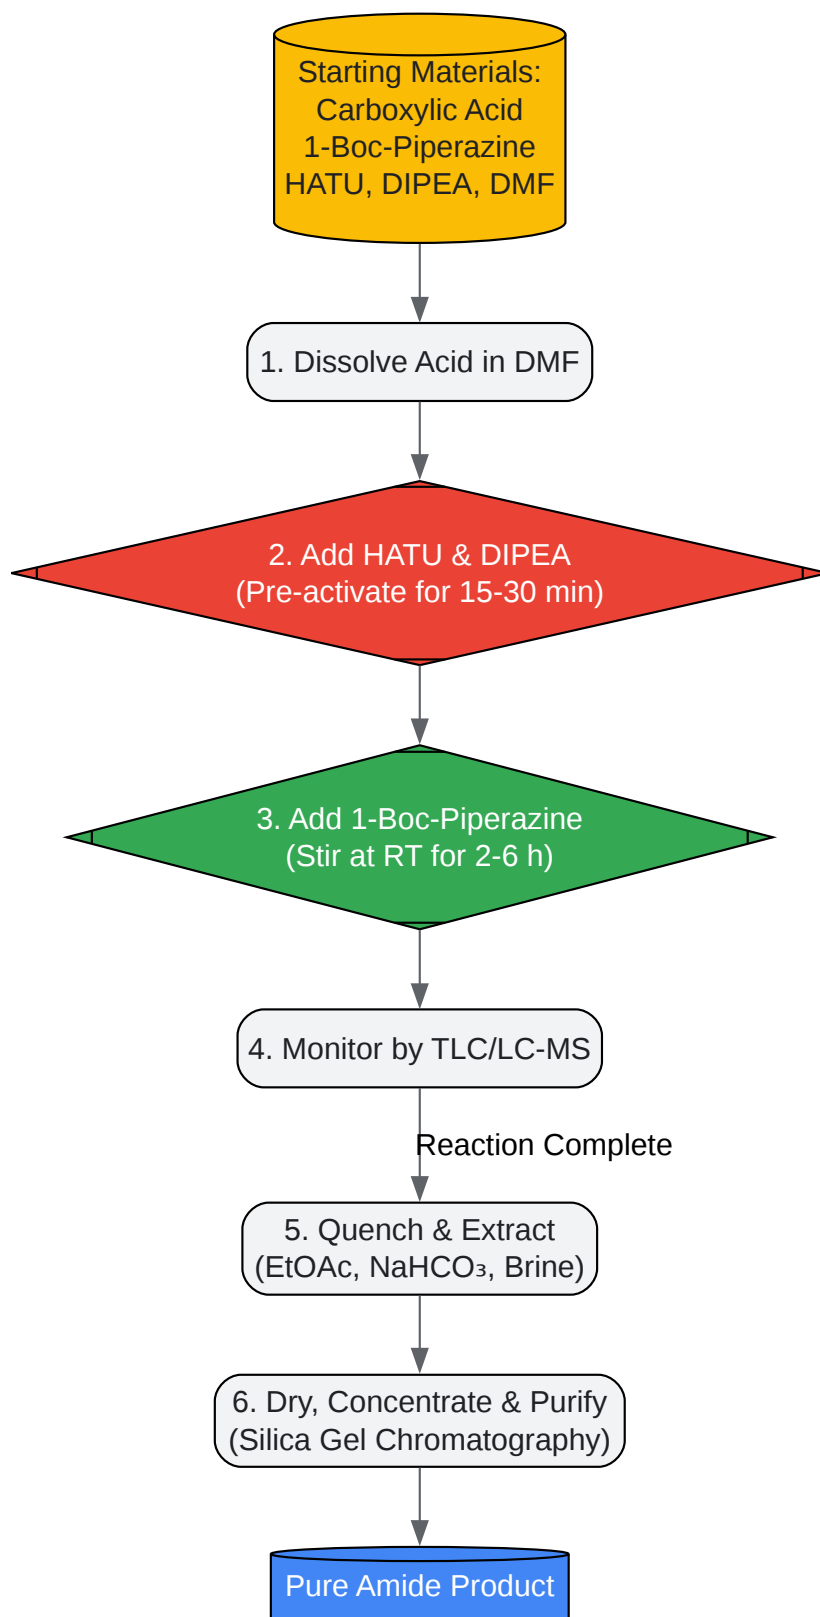 Starting Materials:
Carboxylic Acid
1-Boc-Piperazine
HATU, DIPEA, DMF
1. Dissolve Acid in DMF
2. Add HATU & DIPEA
(Pre-activate for 15-30 min)
3. Add 1-Boc-Piperazine
(Stir at RT for 2-6 h)
4. Monitor by TLC/LC-MS
Reaction Complete
5. Quench & Extract
(EtOAc, NaHCO₃, Brine)
6. Dry, Concentrate & Purify
(Silica Gel Chromatography)
Pure Amide Product